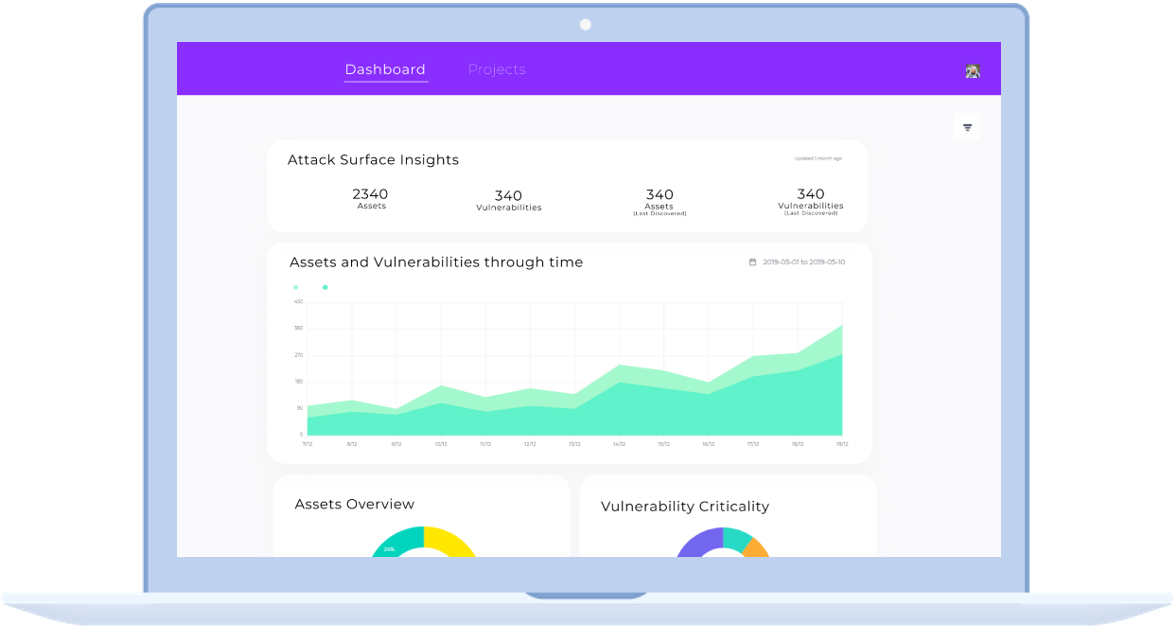 Dashboard
Projects
Attack Surface Insights
Updated 1 month ago
2340
Assets
340
Vulnerabilities
340
Assets
(Last Discovered)
340
Vulnerabilities
(Last Discovered)
Assets and Vulnerabilities through time
2019-05-01 to 2019-05-10
450
360
270
180
90
0
7/12
8/12
9/12
10/12
11/12
12/12
13/12
14/12
15/12
16/12
17/12
18/12
19/12
Assets Overview
24%
Vulnerability Criticality